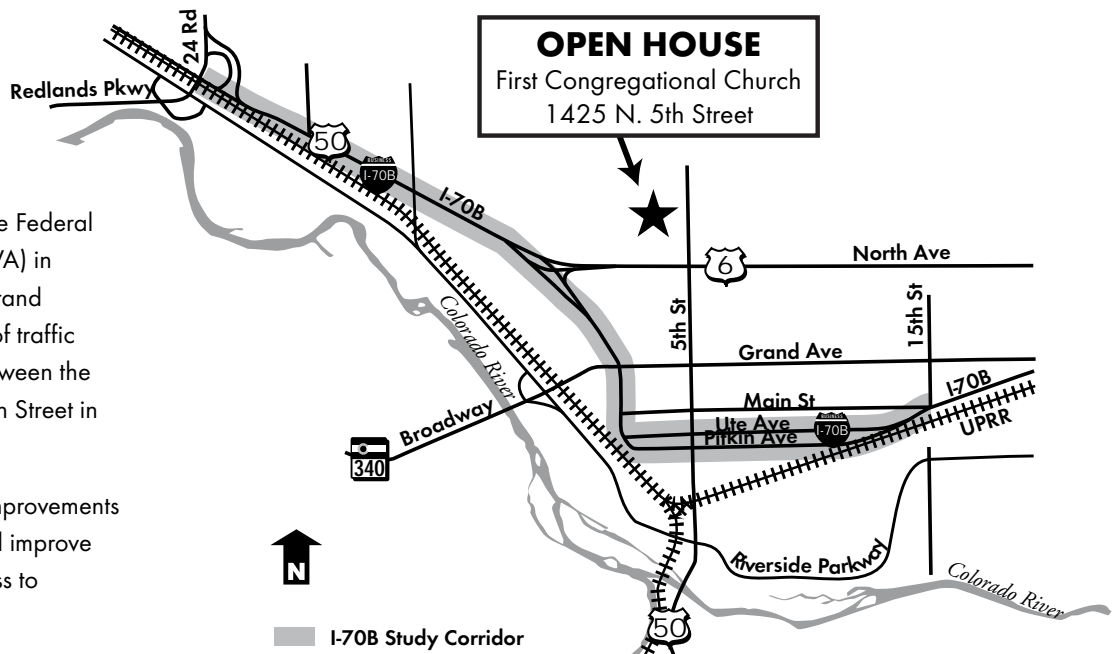 24 Rd
OPEN HOUSE
First Congregational Church
1425 N. 5th Street
Redlands Pkwy
50
BUSINESS
I-70B
I-70B
e Federal
VA) in
rand
of traffic
ween the
n Street in
North Ave
6
5th St
15th St
Colorado River
Grand Ave
I-70B
Main St
Ute Ave
BUSINESS
I-70B
Pitkin Ave
UPRR
Broadway
340
mprovements
d improve
ss to
N
Riverside Parkway
Colorado River
50
I-70B Study Corridor